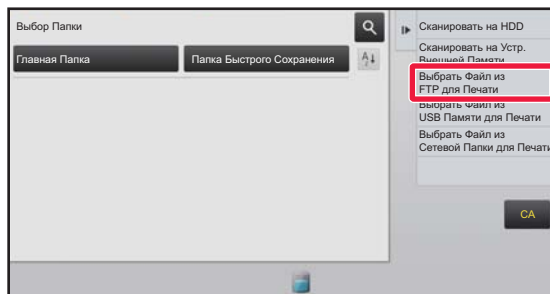 Выбор Папки
Главная Папка
Папка Быстрого Сохранения
Сканировать на HDD
Сканировать на Устр.
Внешней Памяти
Выбрать Файл из
FTP для Печати
Выбрать Файл из
USB Памяти для Печати
Выбрать Файл из
Сетевой Папки для Печати
CA